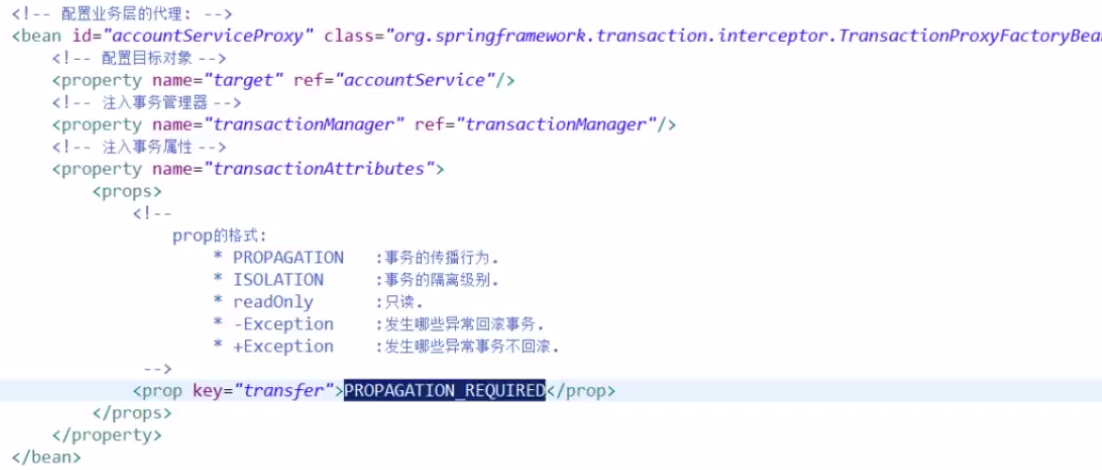 <!-- 配置业务层的代理: -->
<bean id="accountServiceProxy" class="org.springframework.transaction.interceptor.TransactionProxyFactoryBea
<!-- 配置目标对象 -->
<property name="target" ref="accountService"/>
<!-- 注入事务管理器 -->
<property name="transactionManager" ref="transactionManager"/>
<!-- 注入事务属性 -->
<property name="transactionAttributes">
<props>
<!--
prop的格式:
* PROPAGATION :事务的传播行为.
* ISOLATION :事务的隔离级别.
* readOnly :只读.
* -Exception :发生哪些异常回滚事务.
* +Exception :发生哪些异常事务不回滚.
-->
<prop key="transfer">PROPAGATION_REQUIRED</prop>
</props>
</property>
</bean>